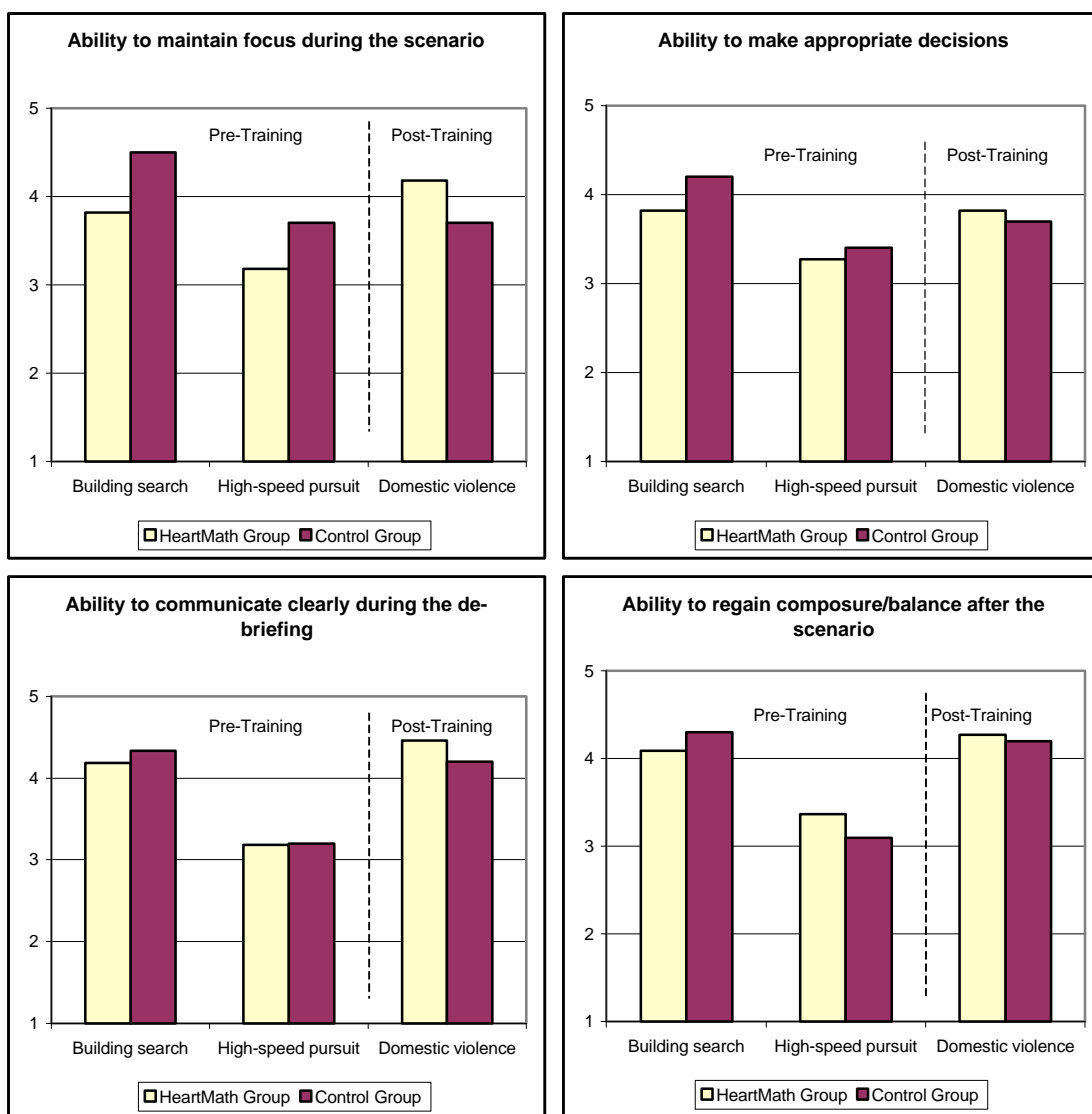 Ability to maintain focus during the scenario
5
4
3
2
1
Pre-Training
Post-Training
Building search
High-speed pursuit
Domestic violence
HeartMath Group
Control Group
Ability to make appropriate decisions
5
4
3
2
1
Pre-Training
Post-Training
Building search
High-speed pursuit
Domestic violence
HeartMath Group
Control Group
Ability to communicate clearly during the de-
briefing
5
4
3
2
1
Pre-Training
Post-Training
Building search
High-speed pursuit
Domestic violence
HeartMath Group
Control Group
Ability to regain composure/balance after the
scenario
5
4
3
2
1
Pre-Training
Post-Training
Building search
High-speed pursuit
Domestic violence
HeartMath Group
Control Group